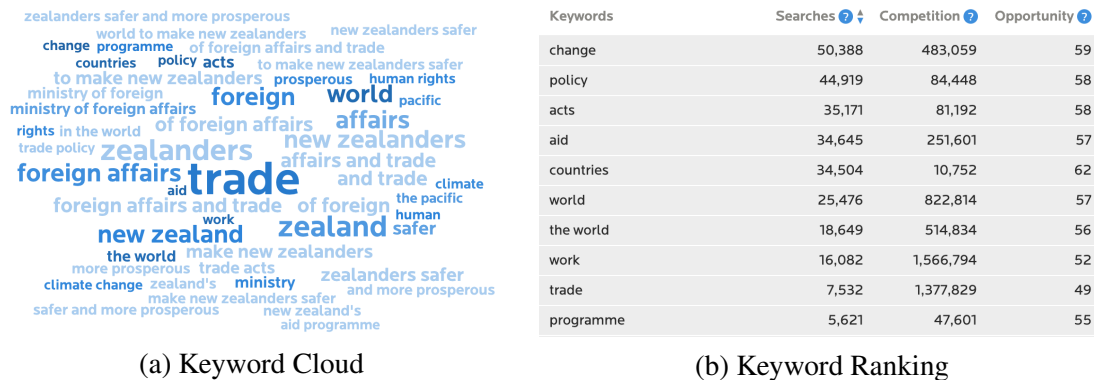 zealanders safer and more prosperous
world to make new zealanders
new zealanders safer
change
programme
of foreign affairs and trade
countries
policy
acts
to make new zealanders safer
to make new zealanders
prosperous
human rights
ministry of foreign
foreign
world
pacific
ministry of foreign affairs
rights
in the world
of foreign affairs
affairs
trade policy
zealanders
new zealanders
affairs and trade
foreign affairs
trade
and trade
climate
aid
foreign affairs and trade
of foreign
the pacific
human
work
new zealand
zealand
safer
the world
make new zealanders
more prosperous
trade acts
zealanders safer
climate change
zealand's
ministry
and more prosperous
make new zealanders safer
safer and more prosperous
new zealand's
aid programme
(a) Keyword Cloud
Keywords Searches ? Competition ? Opportunity ?
change 50,388 483,059 59
policy 44,919 84,448 58
acts 35,171 81,192 58
aid 34,645 251,601 57
countries 34,504 10,752 62
world 25,476 822,814 57
the world 18,649 514,834 56
work 16,082 1,566,794 52
trade 7,532 1,377,829 49
programme 5,621 47,601 55
(b) Keyword Ranking